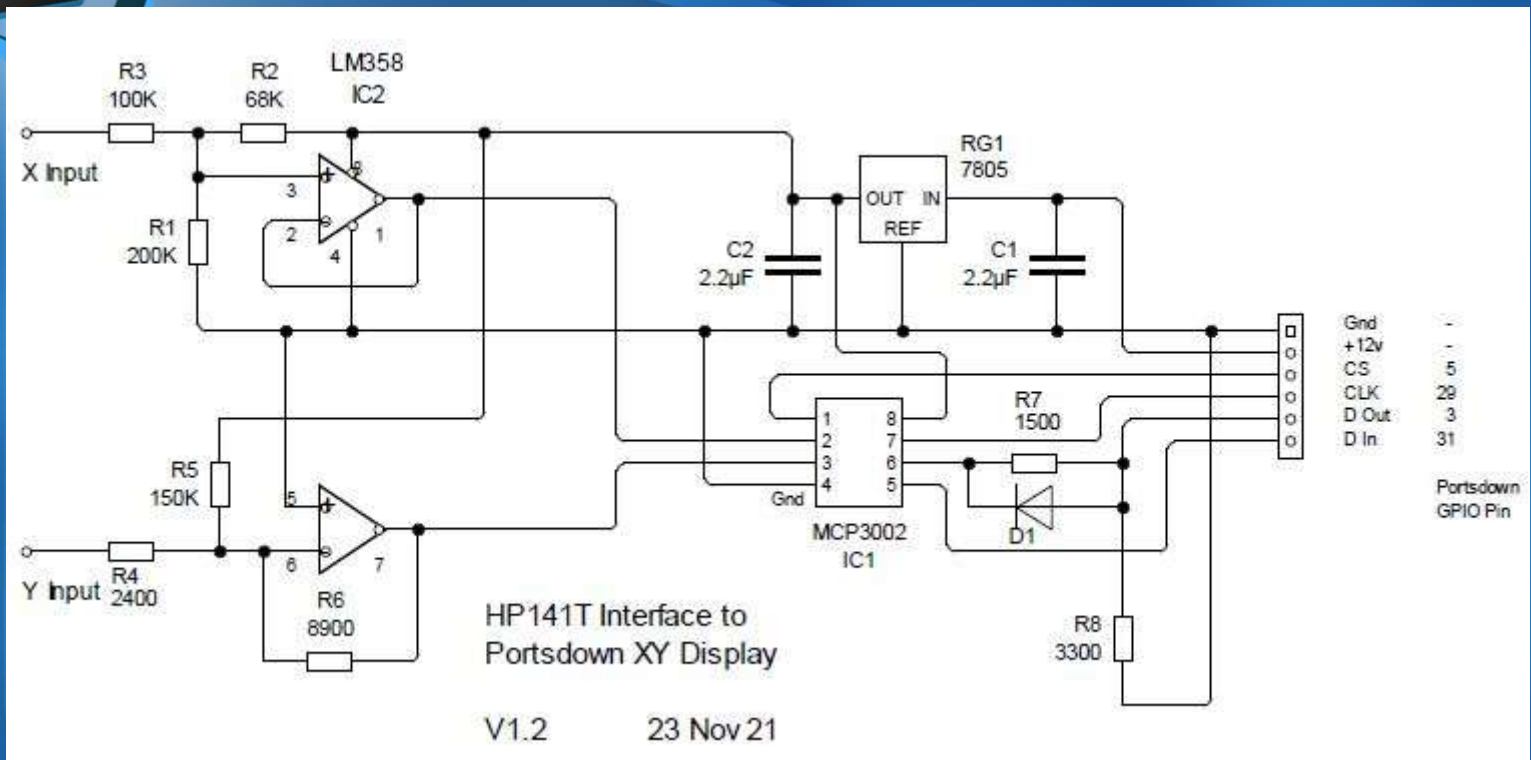 R3
100K
R2
68K
LM358
IC2
X Input
3
8
2
1
4
R1
200K
RG1
7805
OUT IN
REF
C2
2.2µF
C1
2.2µF
Gnd -
+12v -
CS 5
CLK 29
D Out 3
D In 31
Portsdown
GPIO Pin
R7
1500
1 8
2 7
3 6
4 5
Gnd
MCP3002
IC1
D1
R5
150K
5
6
7
Y Input
R4
2400
R6
8900
R8
3300
HP141T Interface to
Portsdown XY Display
V1.2 23 Nov 21